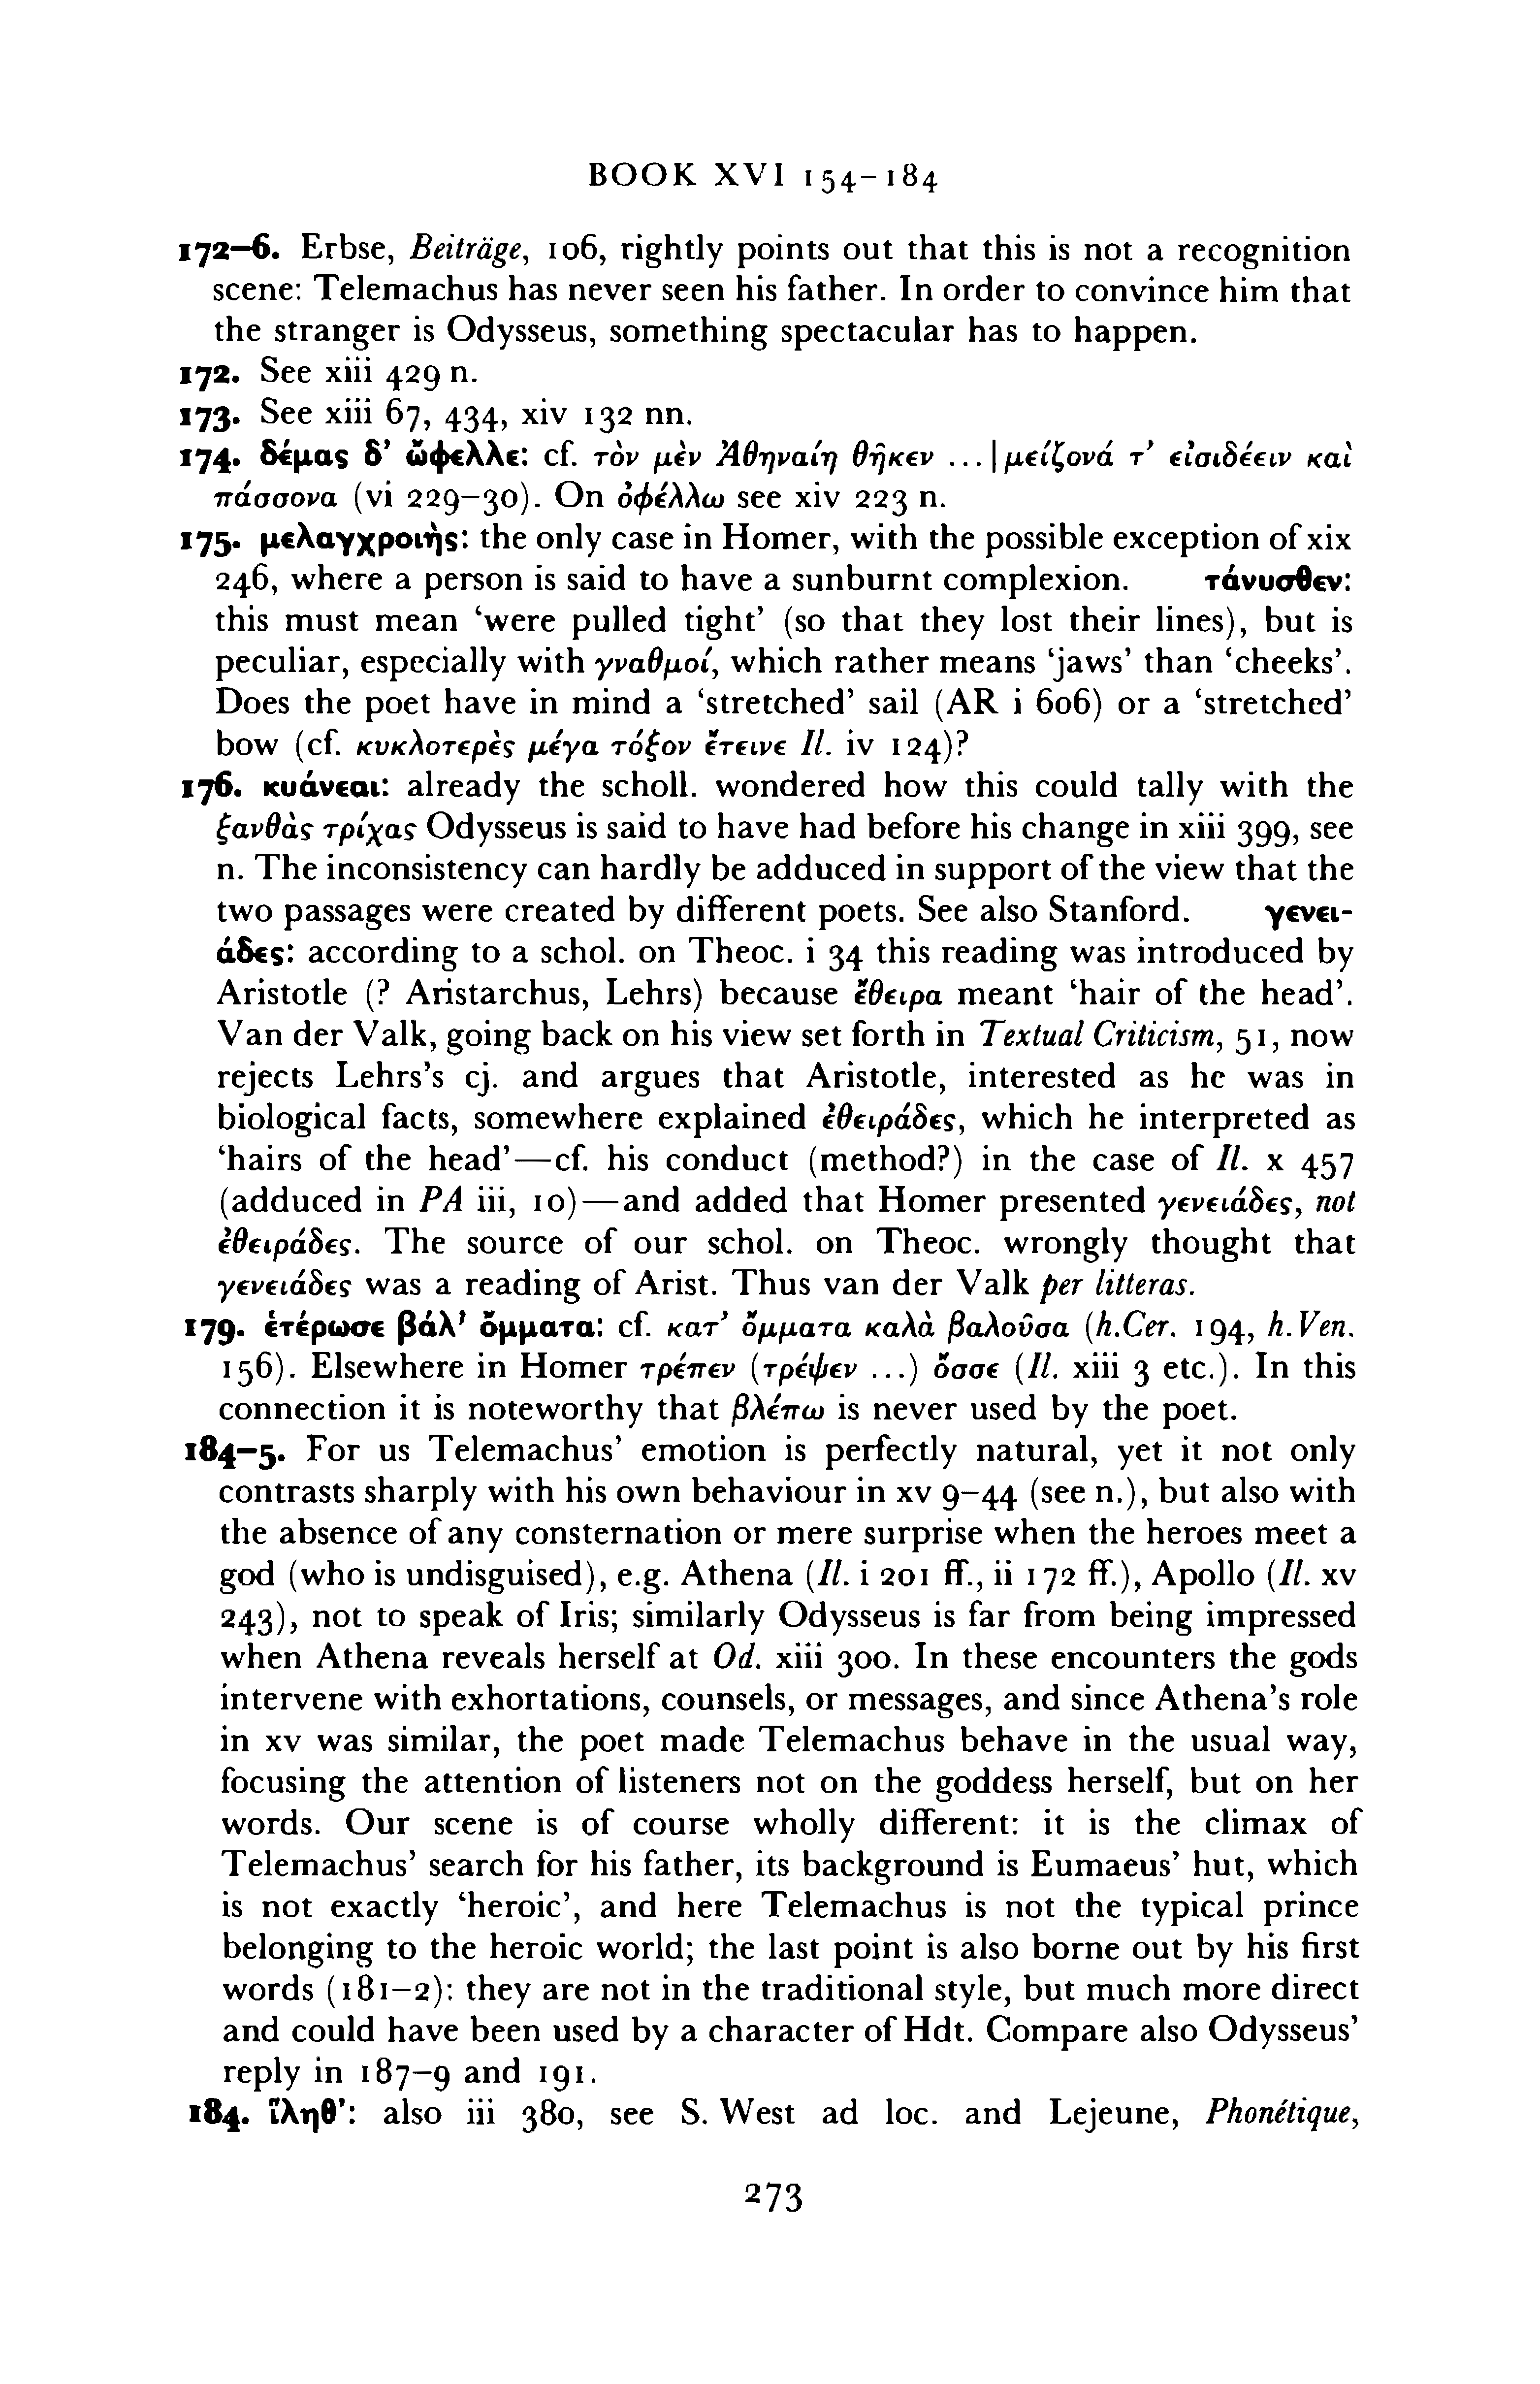 BOOK XVI 154–184
172–6. Erbse, Beiträge, 106, rightly points out that this is not a recognition
scene: Telemachus has never seen his father. In order to convince him that
the stranger is Odysseus, something spectacular has to happen.
172. See xiii 429 n.
173. See xiii 67, 434, xiv 132 nn.
174. δέμας δ’ ὤφελλε: cf. τὸν μὲν Ἀθηναίη θῆκεν ... | μείζονά τ’ εἰσιδέειν καὶ
πάσσονα (vi 229–30). On ὀφέλλω see xiv 223 n.
175. μελαγχροιὴς: the only case in Homer, with the possible exception of xix
246, where a person is said to have a sunburnt complexion. τάνυσθεν:
this must mean ‘were pulled tight’ (so that they lost their lines), but is
peculiar, especially with γναθμοί, which rather means ‘jaws’ than ‘cheeks’.
Does the poet have in mind a ‘stretched’ sail (AR i 606) or a ‘stretched’
bow (cf. κυκλοτερὲς μέγα τόξον ἔτεινε Il. iv 124)?
176. κυάνεαι: already the scholl. wondered how this could tally with the
ξανθὰς τρίχας Odysseus is said to have had before his change in xiii 399, see
n. The inconsistency can hardly be adduced in support of the view that the
two passages were created by different poets. See also Stanford. γενει-
άδες: according to a schol. on Theoc. i 34 this reading was introduced by
Aristotle (? Aristarchus, Lehrs) because ἔθειρα meant ‘hair of the head’.
Van der Valk, going back on his view set forth in Textual Criticism, 51, now
rejects Lehrs’s cj. and argues that Aristotle, interested as he was in
biological facts, somewhere explained ἐθειράδες, which he interpreted as
‘hairs of the head’—cf. his conduct (method?) in the case of Il. x 457
(adduced in PA iii, 10)—and added that Homer presented γενειάδες, not
ἐθειράδες. The source of our schol. on Theoc. wrongly thought that
γενειάδες was a reading of Arist. Thus van der Valk per litteras.
179. ἑτέρωσε βάλ’ ὄμματα: cf. κατ’ ὄμματα καλὰ βαλοῦσα (h.Cer. 194, h.Ven.
156). Elsewhere in Homer τρέπεν (τρέψεν ...) ὄσσε (Il. xiii 3 etc.). In this
connection it is noteworthy that βλέπω is never used by the poet.
184–5. For us Telemachus’ emotion is perfectly natural, yet it not only
contrasts sharply with his own behaviour in xv 9–44 (see n.), but also with
the absence of any consternation or mere surprise when the heroes meet a
god (who is undisguised), e.g. Athena (Il. i 201 ff., ii 172 ff.), Apollo (Il. xv
243), not to speak of Iris; similarly Odysseus is far from being impressed
when Athena reveals herself at Od. xiii 300. In these encounters the gods
intervene with exhortations, counsels, or messages, and since Athena’s role
in xv was similar, the poet made Telemachus behave in the usual way,
focusing the attention of listeners not on the goddess herself, but on her
words. Our scene is of course wholly different: it is the climax of
Telemachus’ search for his father, its background is Eumaeus’ hut, which
is not exactly ‘heroic’, and here Telemachus is not the typical prince
belonging to the heroic world; the last point is also borne out by his first
words (181–2): they are not in the traditional style, but much more direct
and could have been used by a character of Hdt. Compare also Odysseus’
reply in 187–9 and 191.
184. ἵληθ’: also iii 380, see S. West ad loc. and Lejeune, Phonétique,
273